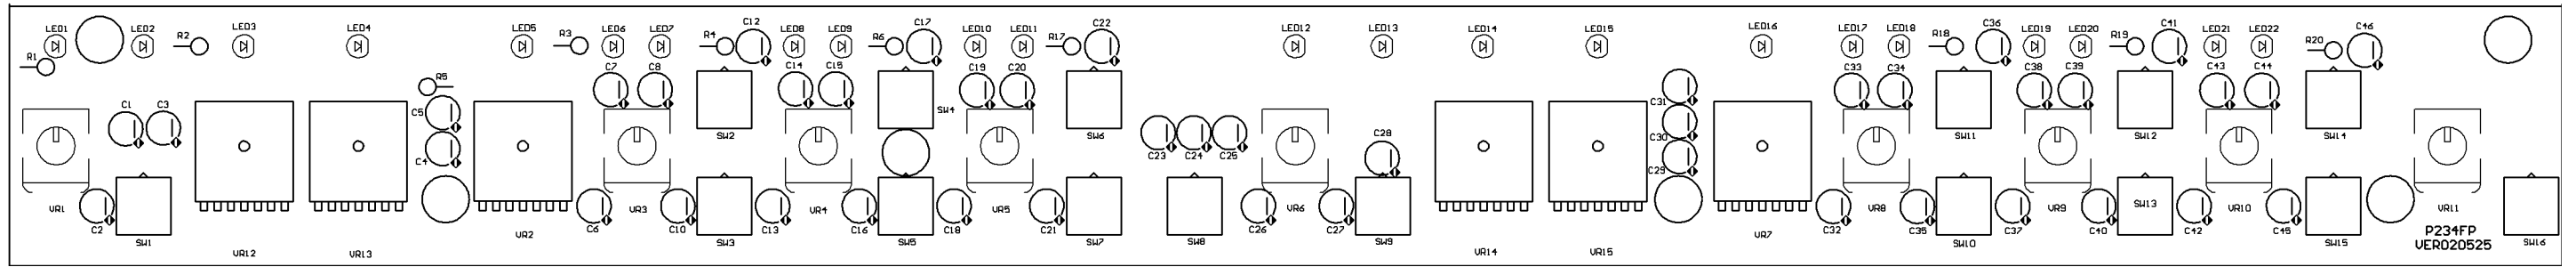 LED1 LED2 LED3 LED4 LED5 LED6 LED7 C12 LED8 LED9 C17 LED10 LED11 C22 LED12 LED13 LED14 LED15 LED16 LED17 LED18 C36 LED19 LED20 C41 LED21 LED22 C46
R1 R2 R3 R4 R6 R17 R18 R19 R20
C7 C8 C14 C15 C19 C20 C33 C34 C38 C39 C43 C44
R5
C1 C3 C5 SW4 C31
SW2 SW6 C28 C30 SW11 SW12 SW14
C4 C23 C24 C25 C29
VR1 VR3 VR4 VR5 VR6 VR8 VR9 SW13 VR10 VR11
C2 C6 C10 C13 C16 C18 C21 C26 C27 C32 C35 C37 C40 C42 C45
VR2 VR7 P234FP
SW1 SW3 SW5 SW7 SW8 SW9 SW10 SW15 VER020525 SW16
VR12 VR13 VR14 VR15